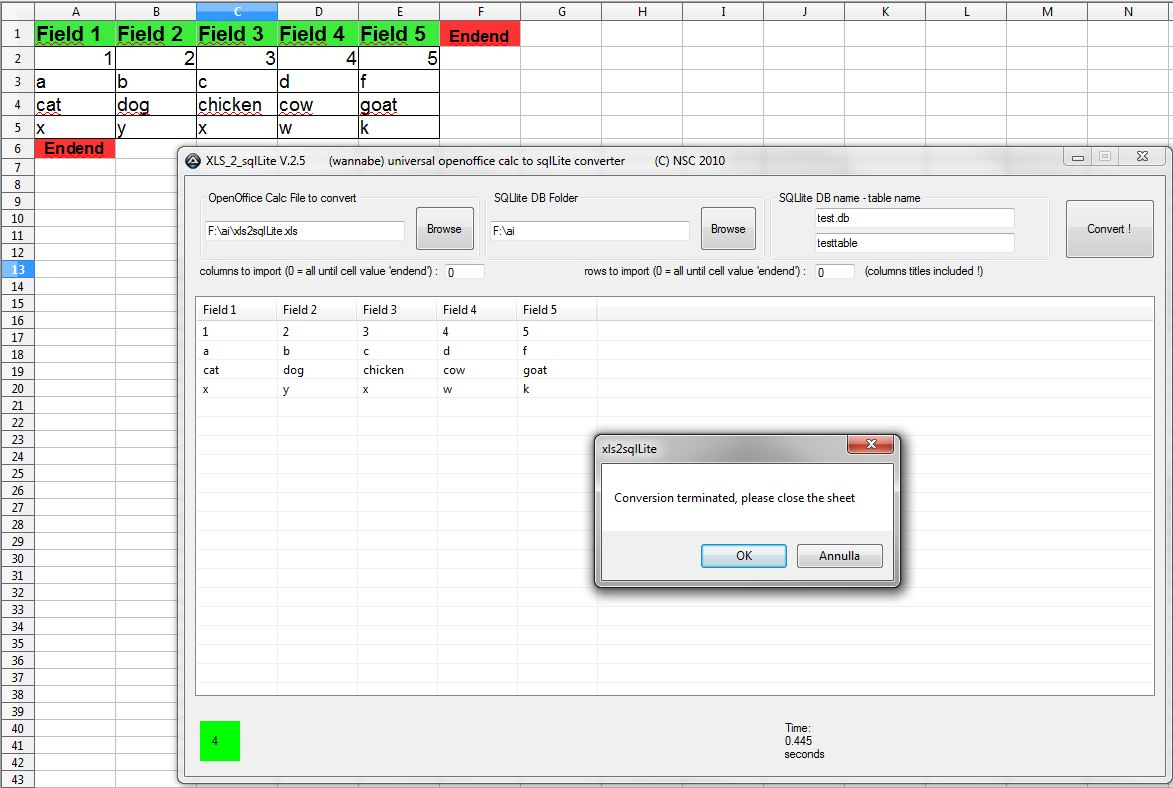 A B C D E F G H I J K L M N
1 Field 1 Field 2 Field 3 Field 4 Field 5 Endend
2 1 2 3 4 5
3 a b c d f
4 cat dog chicken cow goat
5 x y x w k
6 Endend
7
8
9
10
11
12
13
14
15
16
17
18
19
20
21
22
23
24
25
26
27
28
29
30
31
32
33
34
35
36
37
38
39
40
41
42
43
XLS_2_sqlLite V.2.5 (wannabe) universal openoffice calc to sqlLite converter (C) NSC 2010
OpenOffice Calc File to convert SQLlite DB Folder SQLlite DB name - table name
F:\ai\xls2sqlLite.xls Browse F:\ai Browse test.db Convert !
testtable
columns to import (0 = all until cell value 'endend') : 0 rows to import (0 = all until cell value 'endend') : 0 (columns titles included !)
Field 1 Field 2 Field 3 Field 4 Field 5
1 2 3 4 5
a b c d f
cat dog chicken cow goat
x y x w k
xls2sqlLite
Conversion terminated, please close the sheet
OK Annulla
4
Time:
0.445
seconds